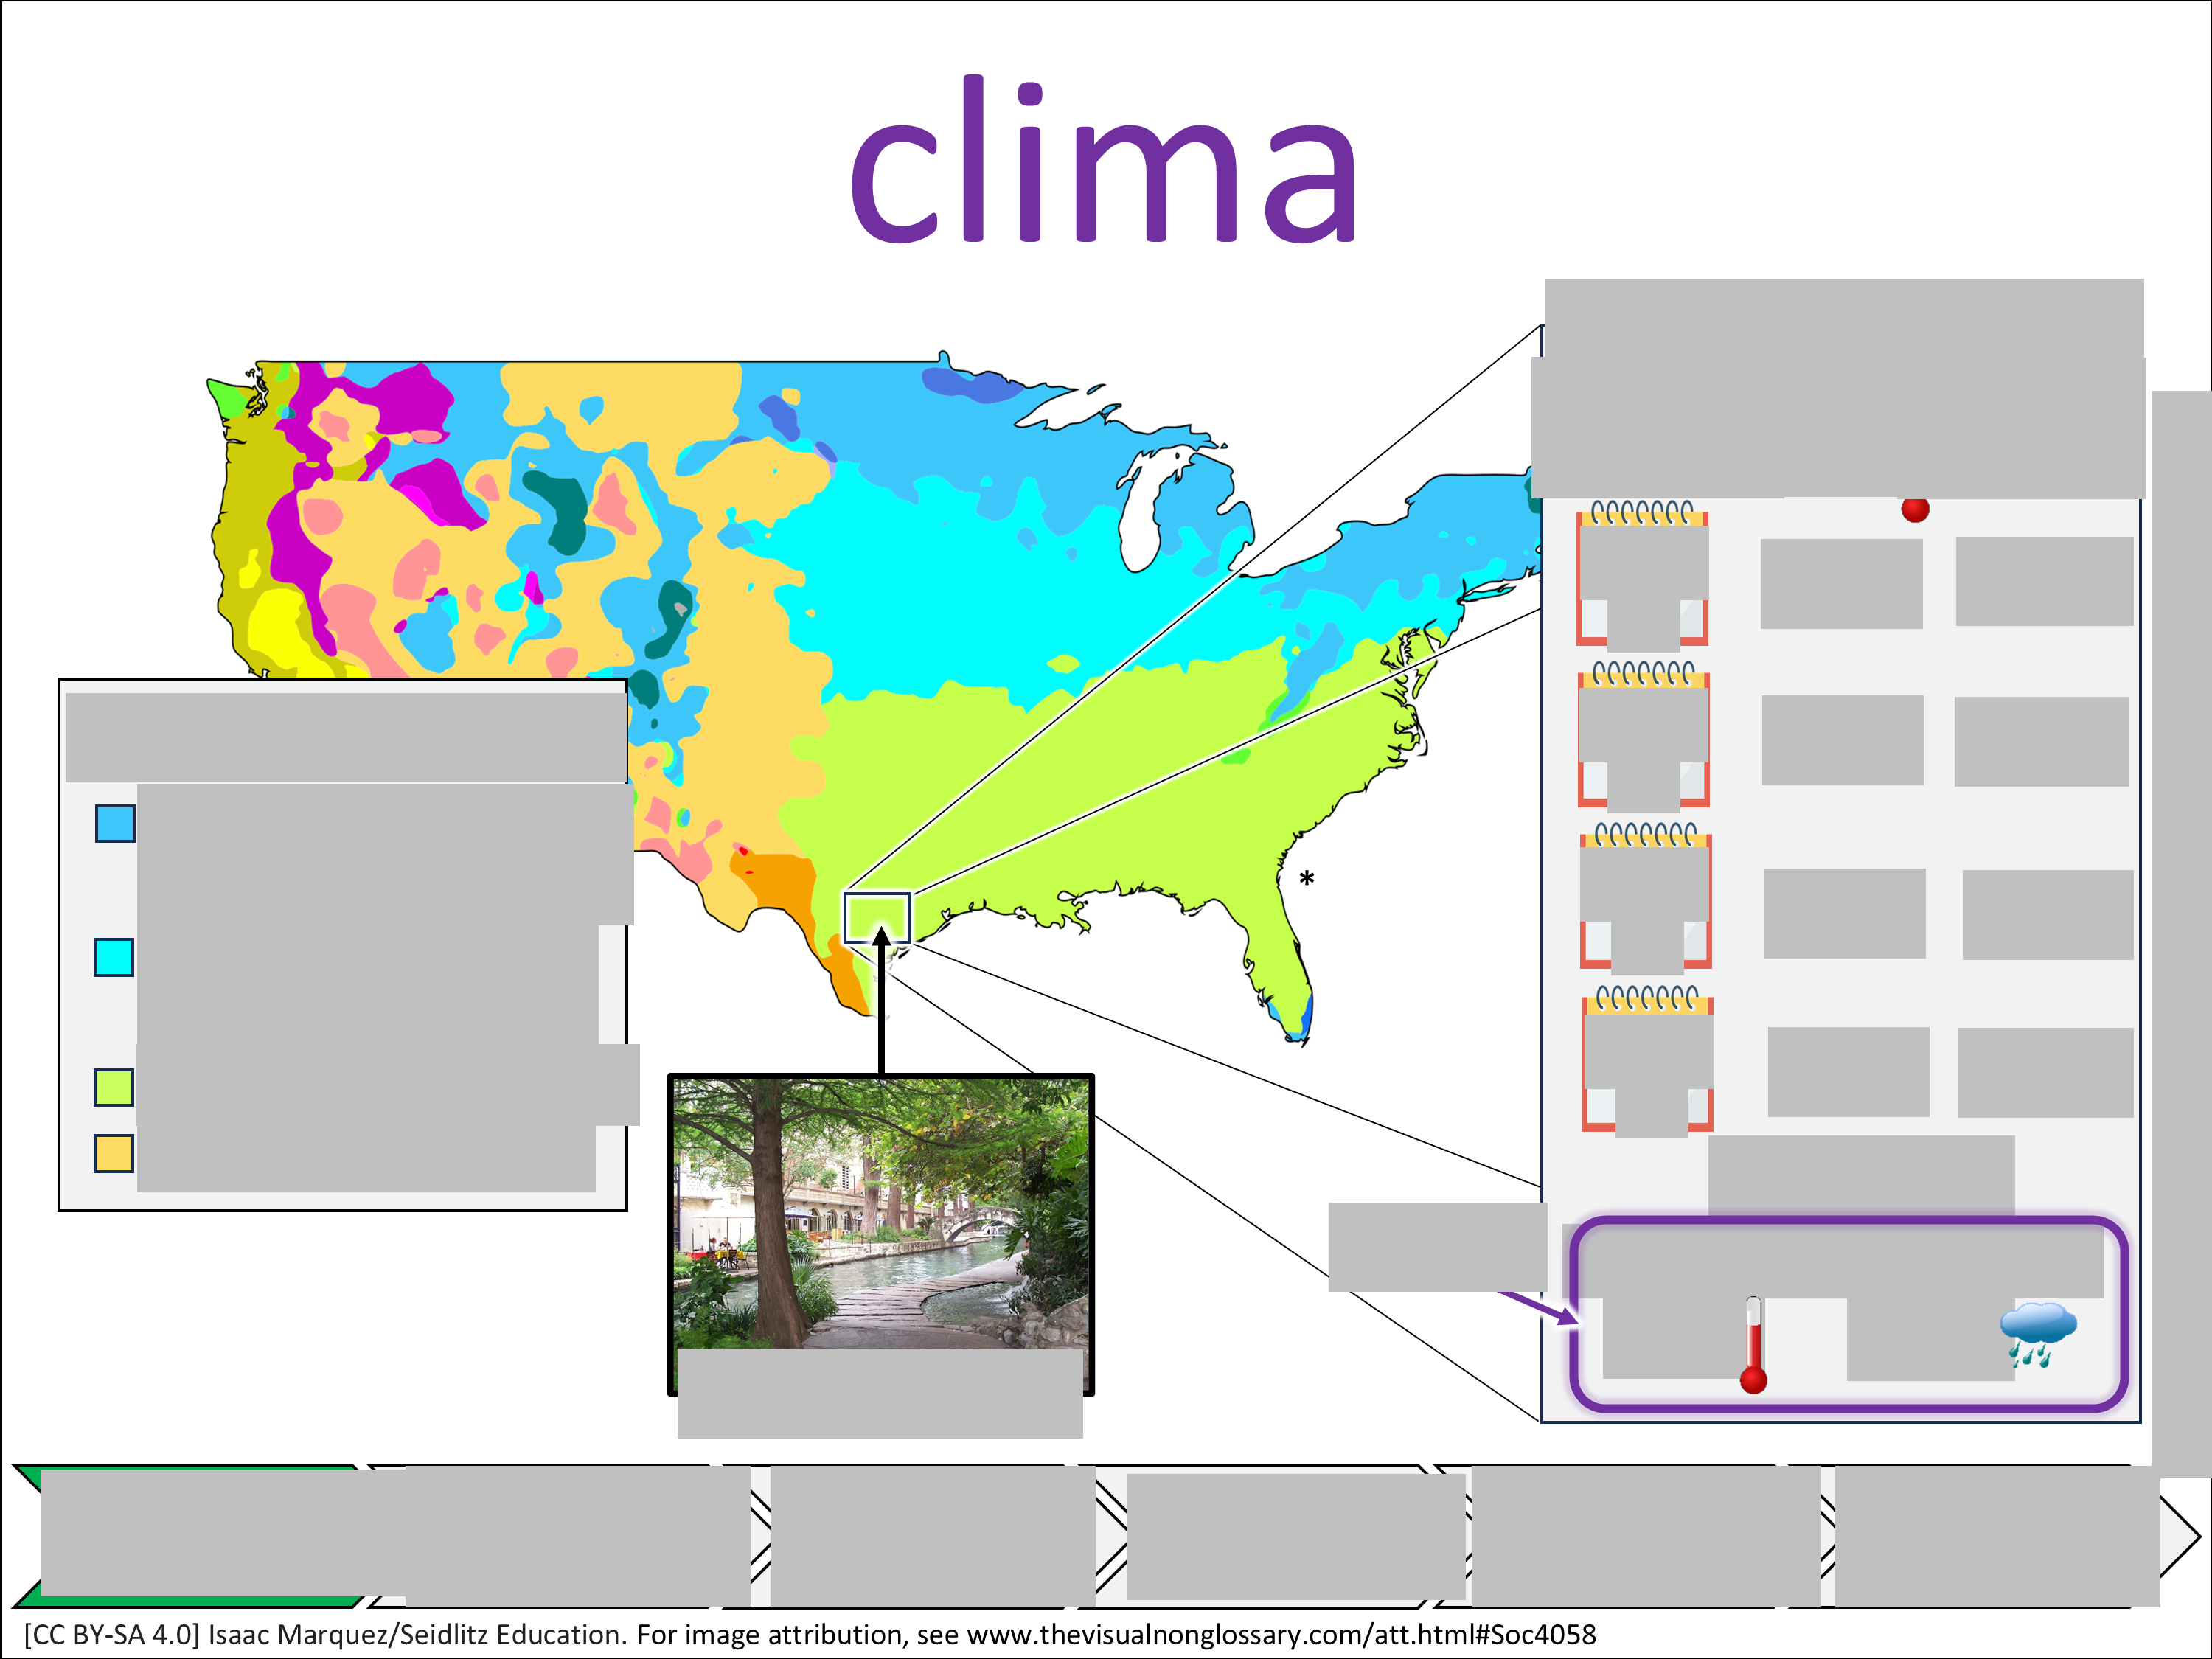 clima
*
[CC BY-SA 4.0] Isaac Marquez/Seidlitz Education. For image attribution, see www.thevisualnonglossary.com/att.html#Soc4058